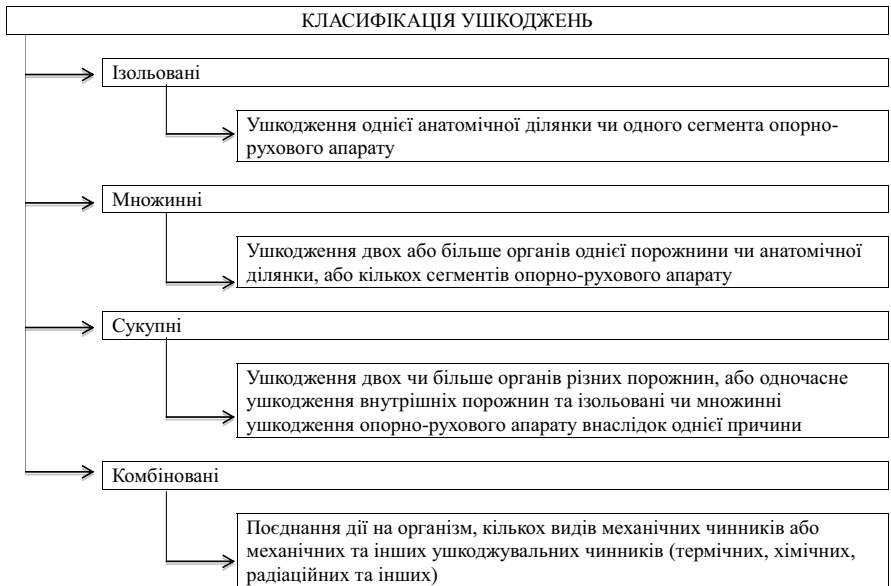 КЛАСИФІКАЦІЯ УШКОДЖЕНЬ
Ізольовані
Ушкодження однієї анатомічної ділянки чи одного сегмента опорно-
рухового апарату
Множинні
Ушкодження двох або більше органів однієї порожнини чи анатомічної
ділянки, або кількох сегментів опорно-рухового апарату
Сукупні
Ушкодження двох чи більше органів різних порожнин, або одночасне
ушкодження внутрішніх порожнин та ізольовані чи множинні
ушкодження опорно-рухового апарату внаслідок однієї причини
Комбіновані
Поєднання дії на організм, кількох видів механічних чинників або
механічних та інших ушкоджувальних чинників (термічних, хімічних,
радіаційних та інших)